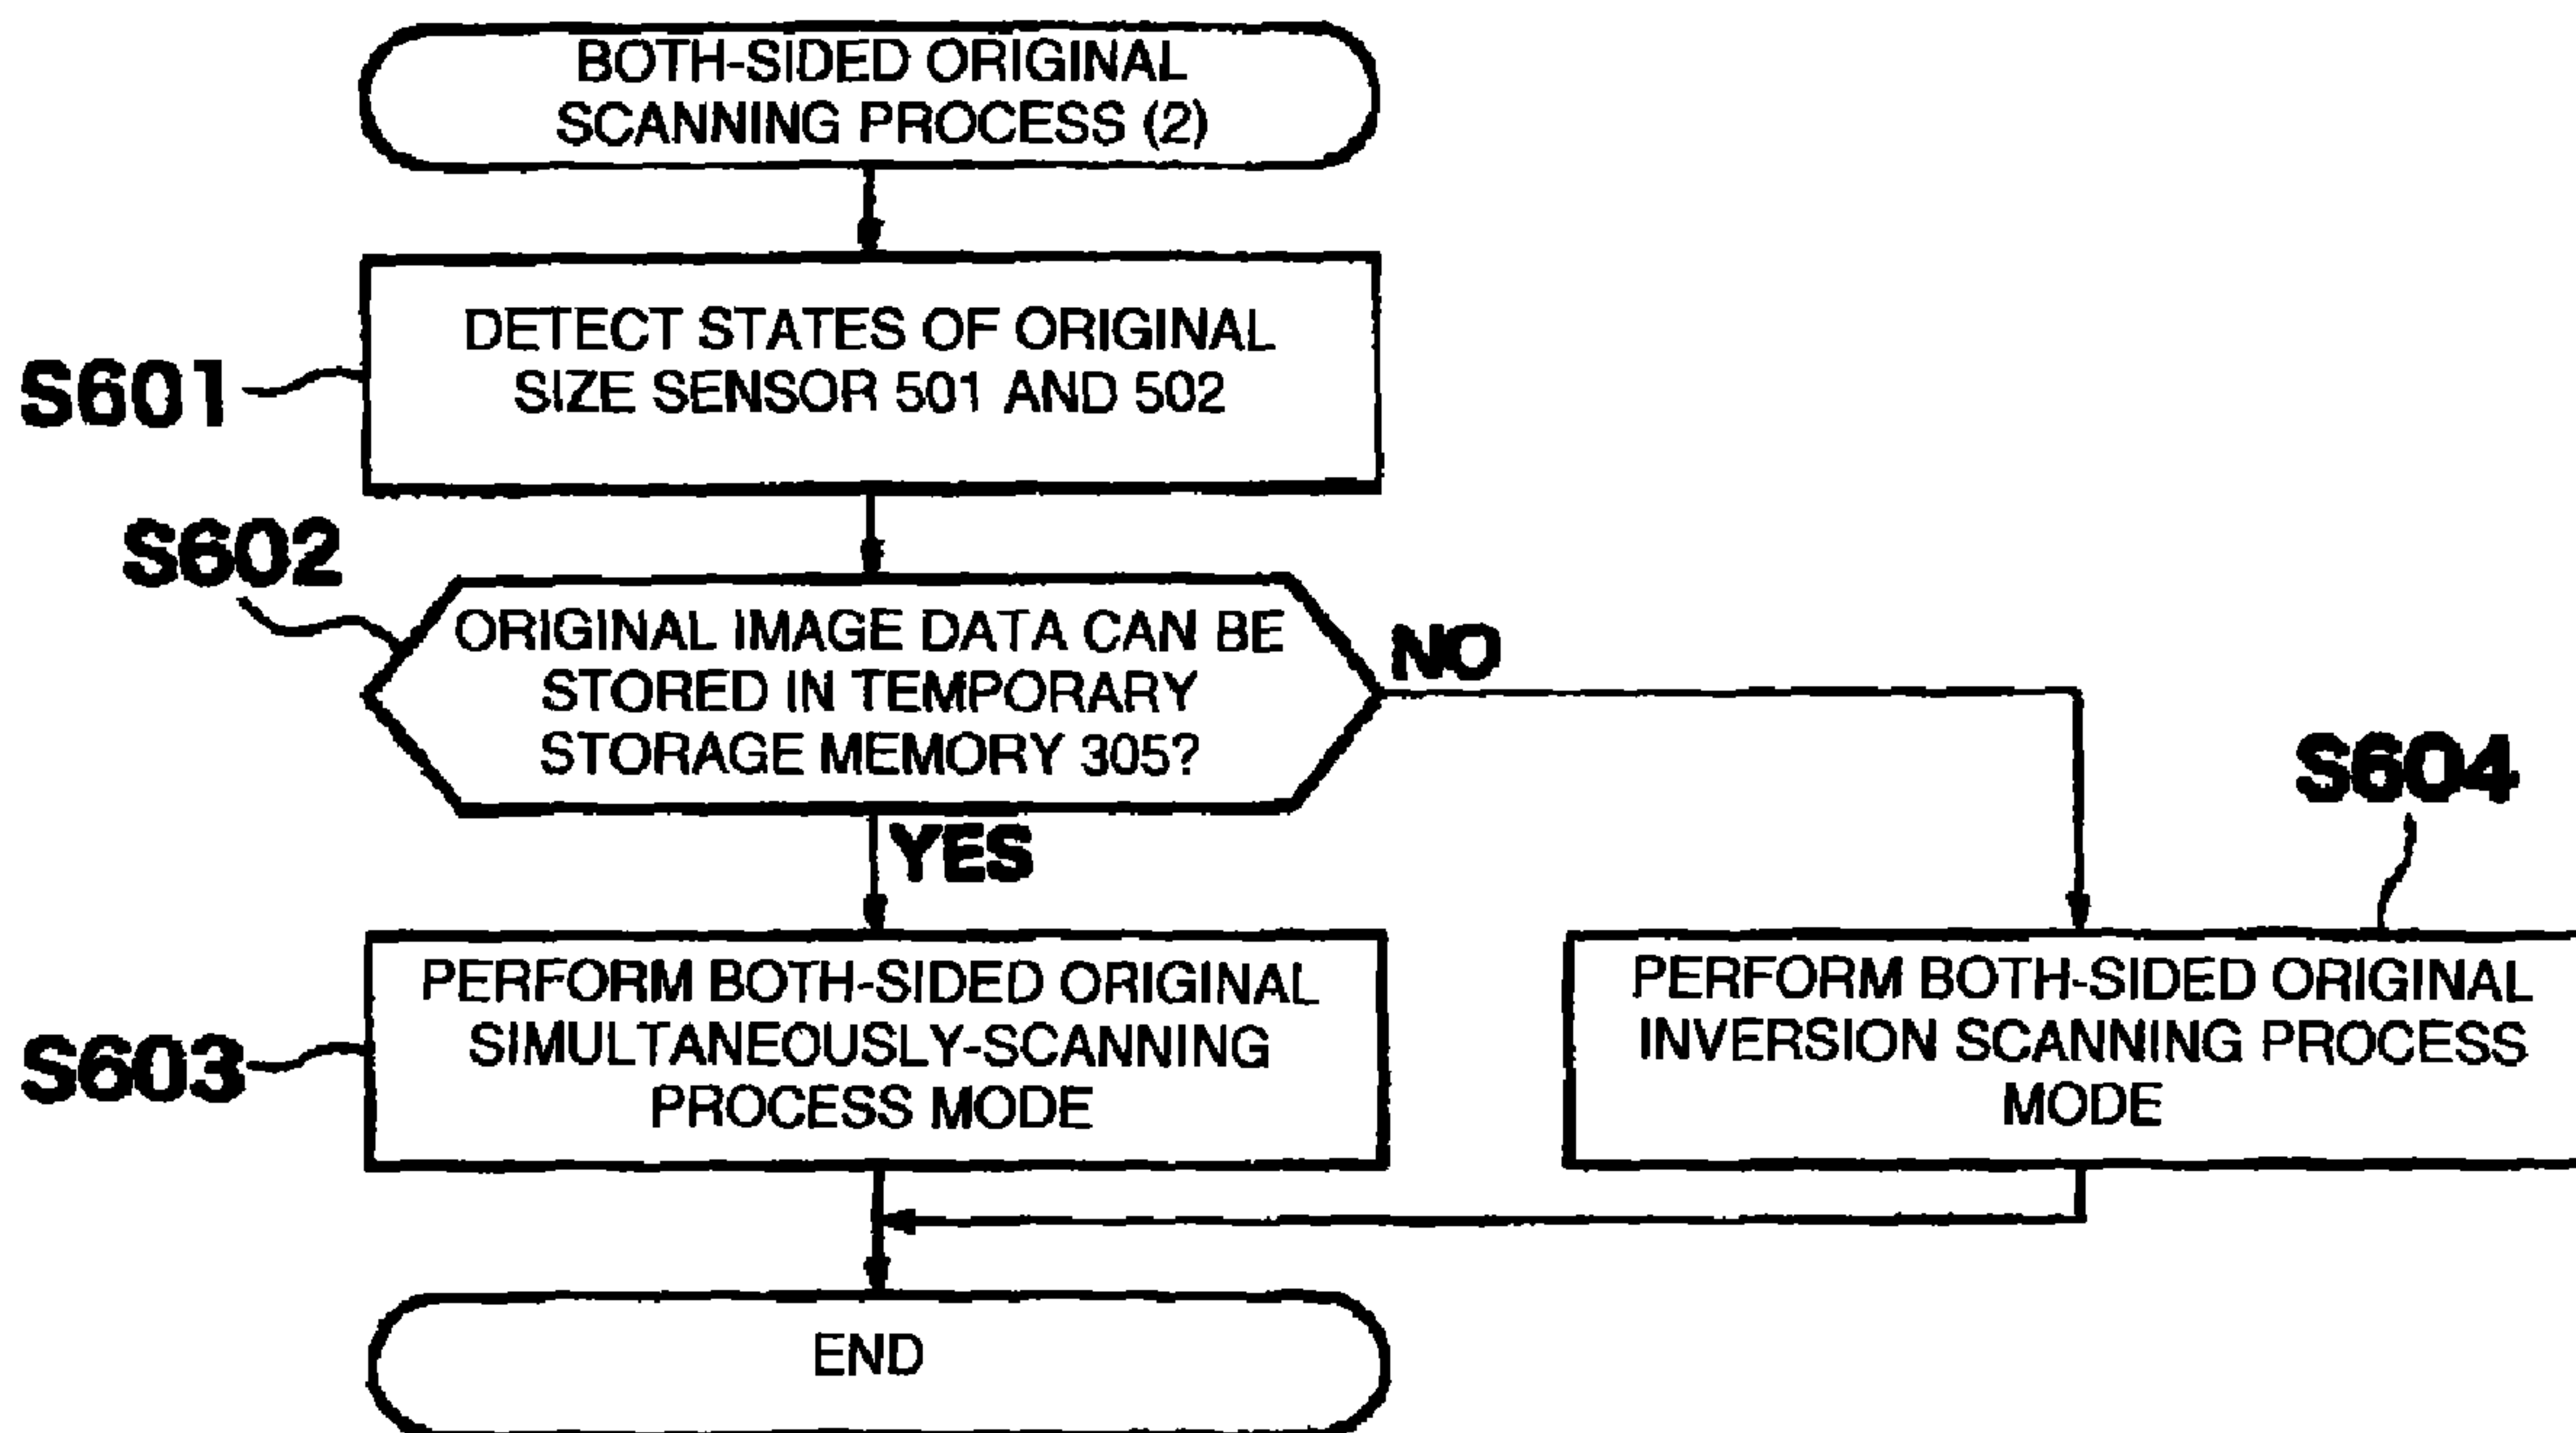 BOTH-SIDED ORIGINAL
SCANNING PROCESS (2)
S601
DETECT STATES OF ORIGINAL
SIZE SENSOR 501 AND 502
S602
ORIGINAL IMAGE DATA CAN BE
STORED IN TEMPORARY
STORAGE MEMORY 305?
NO
YES
S603
PERFORM BOTH-SIDED ORIGINAL
SIMULTANEOUSLY-SCANNING
PROCESS MODE
S604
PERFORM BOTH-SIDED ORIGINAL
INVERSION SCANNING PROCESS
MODE
END